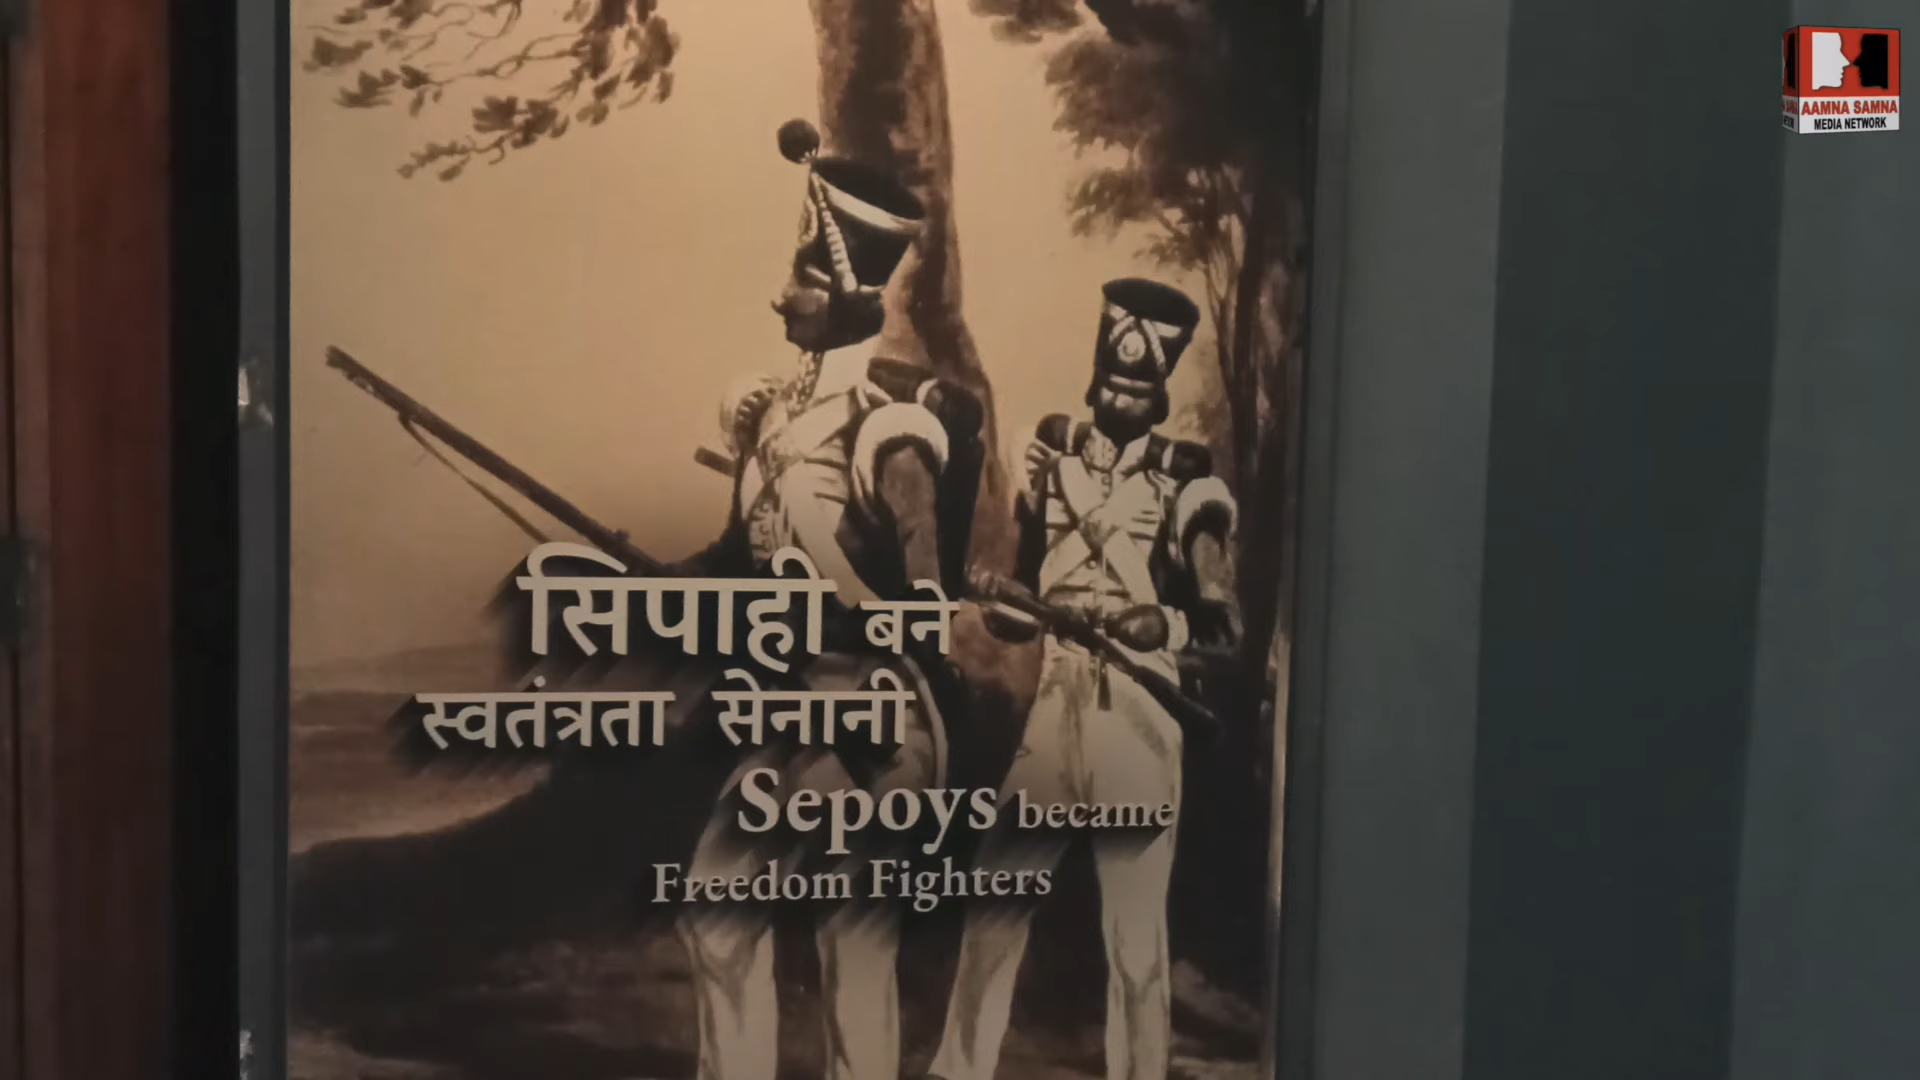 सिपाही बने
स्वतंत्रता सेनानी
Sepoys became
Freedom Fighters
AAMNA SAMNA
MEDIA NETWORK